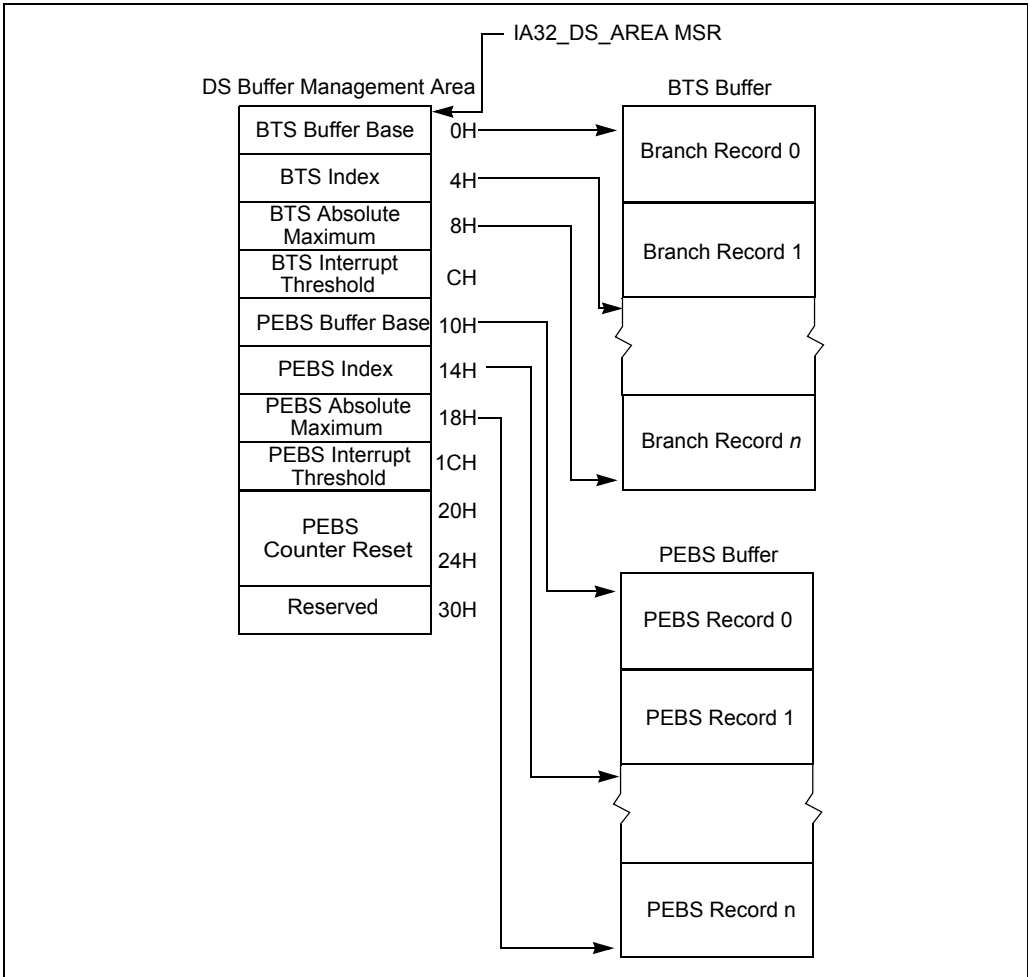 IA32_DS_AREA MSR
DS Buffer Management Area
BTS Buffer Base 0H
BTS Index 4H
BTS Absolute
Maximum 8H
BTS Interrupt
Threshold CH
PEBS Buffer Base 10H
PEBS Index 14H
PEBS Absolute
Maximum 18H
PEBS Interrupt
Threshold 1CH
20H
PEBS
Counter Reset
24H
Reserved 30H
BTS Buffer
Branch Record 0
Branch Record 1
Branch Record n
PEBS Buffer
PEBS Record 0
PEBS Record 1
PEBS Record n